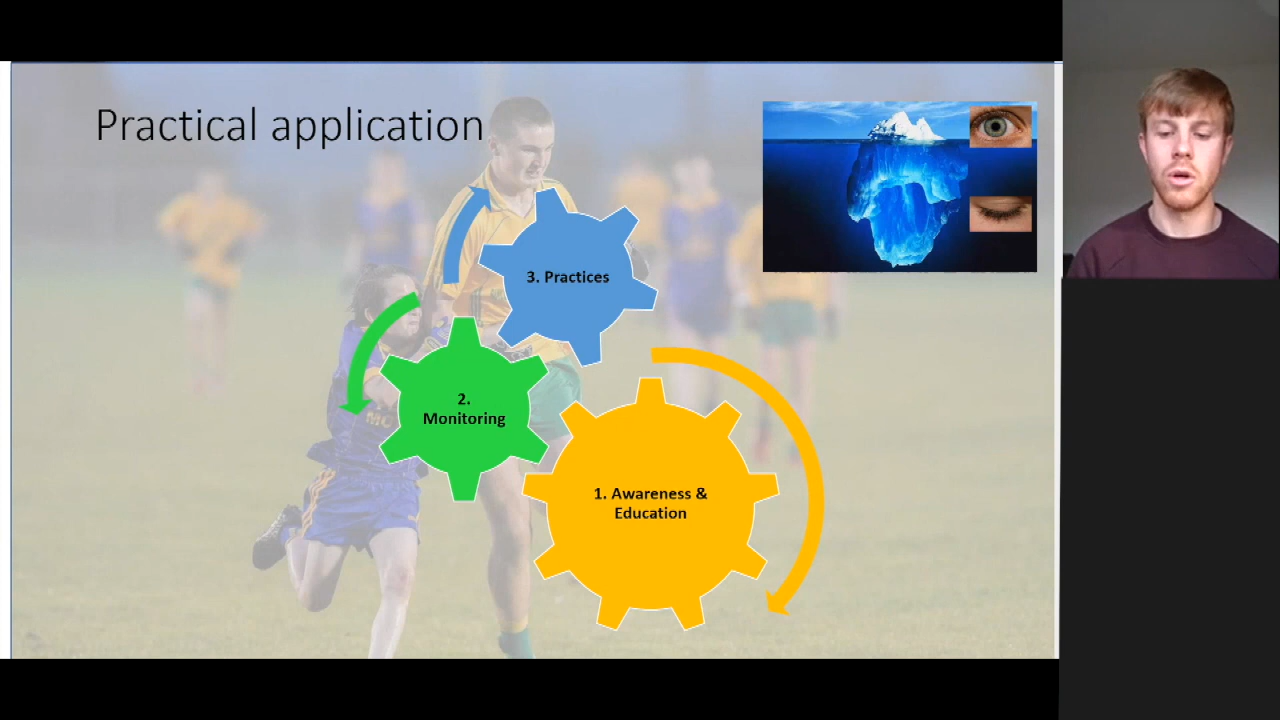 Practical application
3. Practices
2.
Monitoring
1. Awareness &
Education